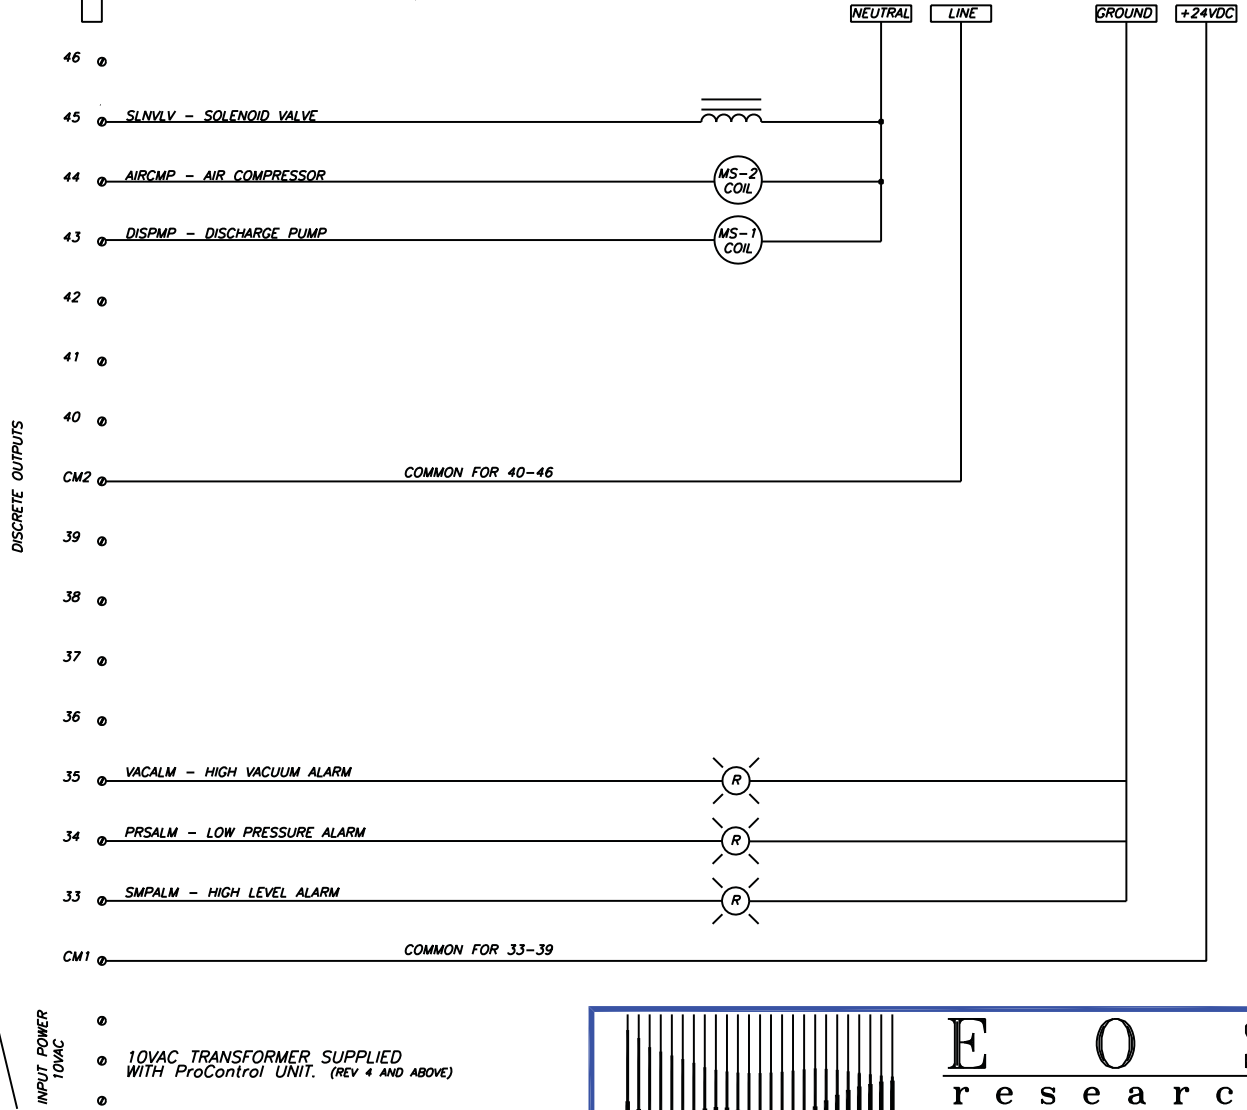 NEUTRAL LINE GROUND +24VDC
46
45 SLNVLV - SOLENOID VALVE
44 AIRCMP - AIR COMPRESSOR MS-2 COIL
43 DISPMP - DISCHARGE PUMP MS-1 COIL
42
41
40
CM2 COMMON FOR 40-46
DISCRETE OUTPUTS
39
38
37
36
35 VACALM - HIGH VACUUM ALARM R
34 PRSALM - LOW PRESSURE ALARM R
33 SMPALM - HIGH LEVEL ALARM R
CM1 COMMON FOR 33-39
INPUT POWER
10VAC
10VAC TRANSFORMER SUPPLIED
WITH ProControl UNIT. (REV 4 AND ABOVE)
E O
r e s e a r c